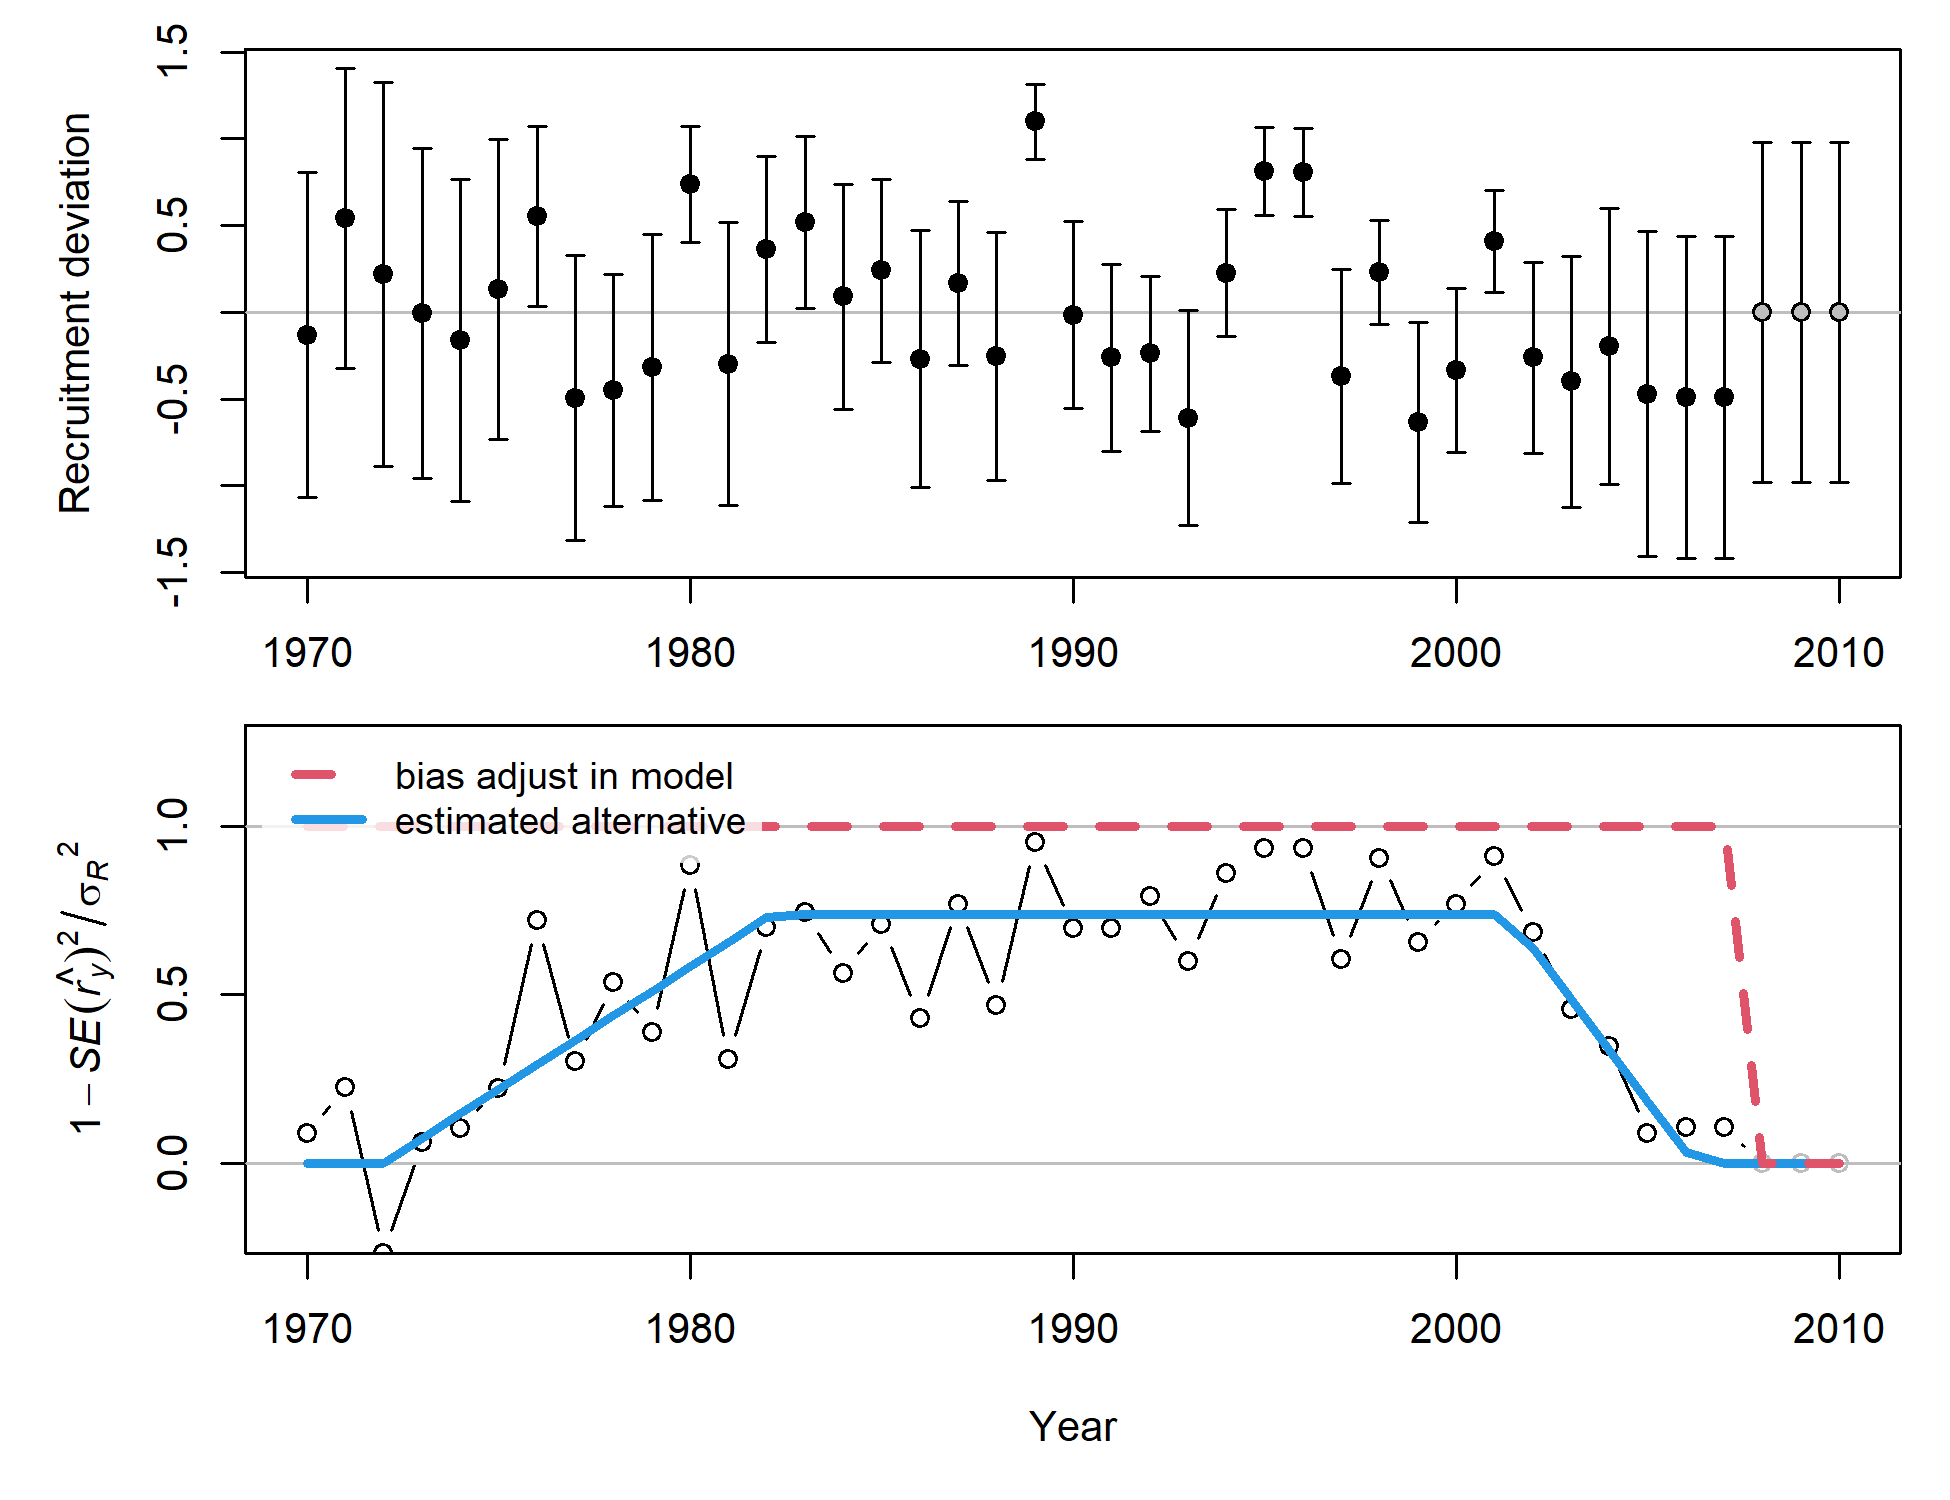 Recruitment deviation
1.5
0.5
-0.5
-1.5
1970 1980 1990 2000 2010
1 − SE(r̂y)² / σR²
bias adjust in model
estimated alternative
1.0
0.5
0.0
1970 1980 1990 2000 2010
Year